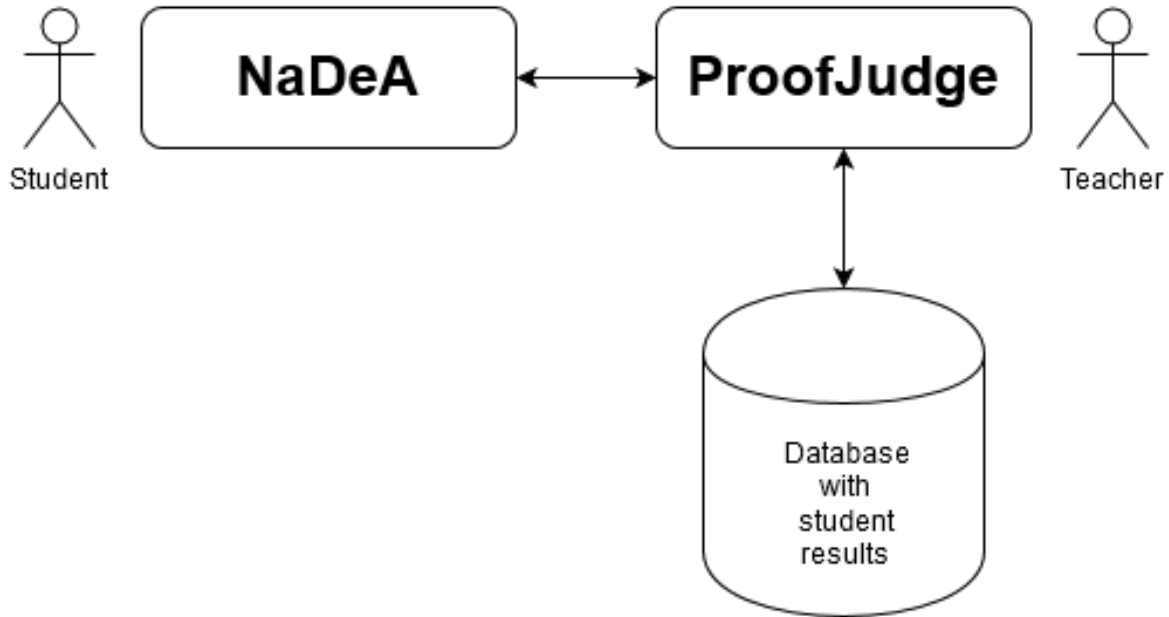 NaDeA
ProofJudge
Student
Teacher
Database
with
student
results